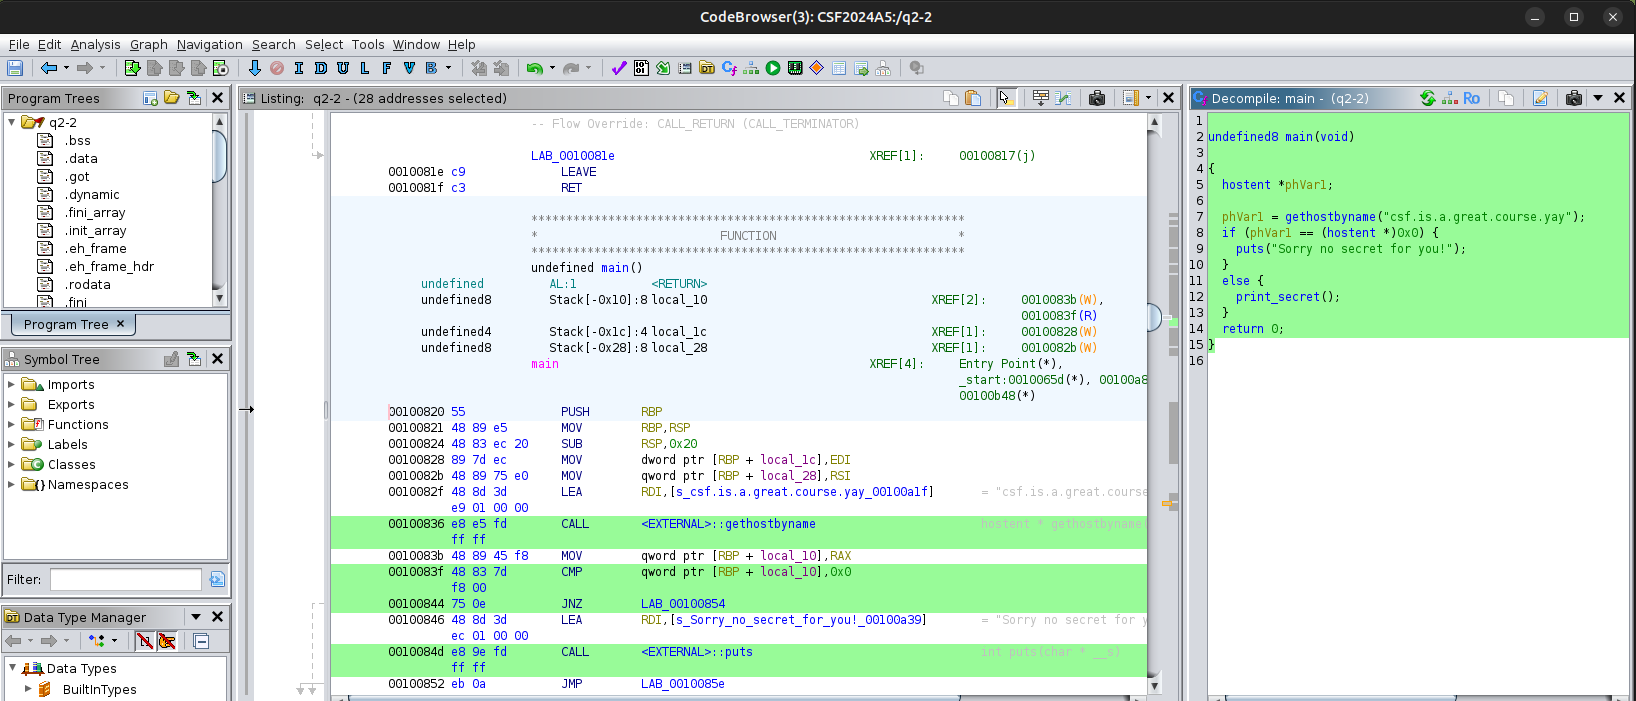 CodeBrowser(3): CSF2024A5:/q2-2
File Edit Analysis Graph Navigation Search Select Tools Window Help
I D U L F V B
Program Trees
q2-2
.bss
.data
.got
.dynamic
.fini_array
.init_array
.eh_frame
.eh_frame_hdr
.rodata
.fini
Program Tree
Symbol Tree
Imports
Exports
Functions
Labels
Classes
Namespaces
Filter:
Data Type Manager
Data Types
BuiltInTypes
Listing: q2-2 - (28 addresses selected)
-- Flow Override: CALL_RETURN (CALL_TERMINATOR)
LAB_0010081e XREF[1]: 00100817(j)
0010081e c9 LEAVE
0010081f c3 RET
**************************************************************
* FUNCTION *
**************************************************************
undefined main()
undefined AL:1 <RETURN>
undefined8 Stack[-0x10]:8 local_10 XREF[2]: 0010083b(W),
0010083f(R)
undefined4 Stack[-0x1c]:4 local_1c XREF[1]: 00100828(W)
undefined8 Stack[-0x28]:8 local_28 XREF[1]: 0010082b(W)
main XREF[4]: Entry Point(*),
_start:0010065d(*), 00100a8
00100b48(*)
00100820 55 PUSH RBP
00100821 48 89 e5 MOV RBP,RSP
00100824 48 83 ec 20 SUB RSP,0x20
00100828 89 7d ec MOV dword ptr [RBP + local_1c],EDI
0010082b 48 89 75 e0 MOV qword ptr [RBP + local_28],RSI
0010082f 48 8d 3d LEA RDI,[s_csf.is.a.great.course.yay_00100a1f] = "csf.is.a.great.course
e9 01 00 00
00100836 e8 e5 fd CALL <EXTERNAL>::gethostbyname hostent * gethostbyname(
ff ff
0010083b 48 89 45 f8 MOV qword ptr [RBP + local_10],RAX
0010083f 48 83 7d CMP qword ptr [RBP + local_10],0x0
f8 00
00100844 75 0e JNZ LAB_00100854
00100846 48 8d 3d LEA RDI,[s_Sorry_no_secret_for_you!_00100a39] = "Sorry no secret for y
ec 01 00 00
0010084d e8 9e fd CALL <EXTERNAL>::puts int puts(char * __s)
ff ff
00100852 eb 0a JMP LAB_0010085e
Decompile: main - (q2-2)
Ro
1
2 undefined8 main(void)
3
4 {
5 hostent *phVar1;
6
7 phVar1 = gethostbyname("csf.is.a.great.course.yay");
8 if (phVar1 == (hostent *)0x0) {
9 puts("Sorry no secret for you!");
10 }
11 else {
12 print_secret();
13 }
14 return 0;
15 }
16